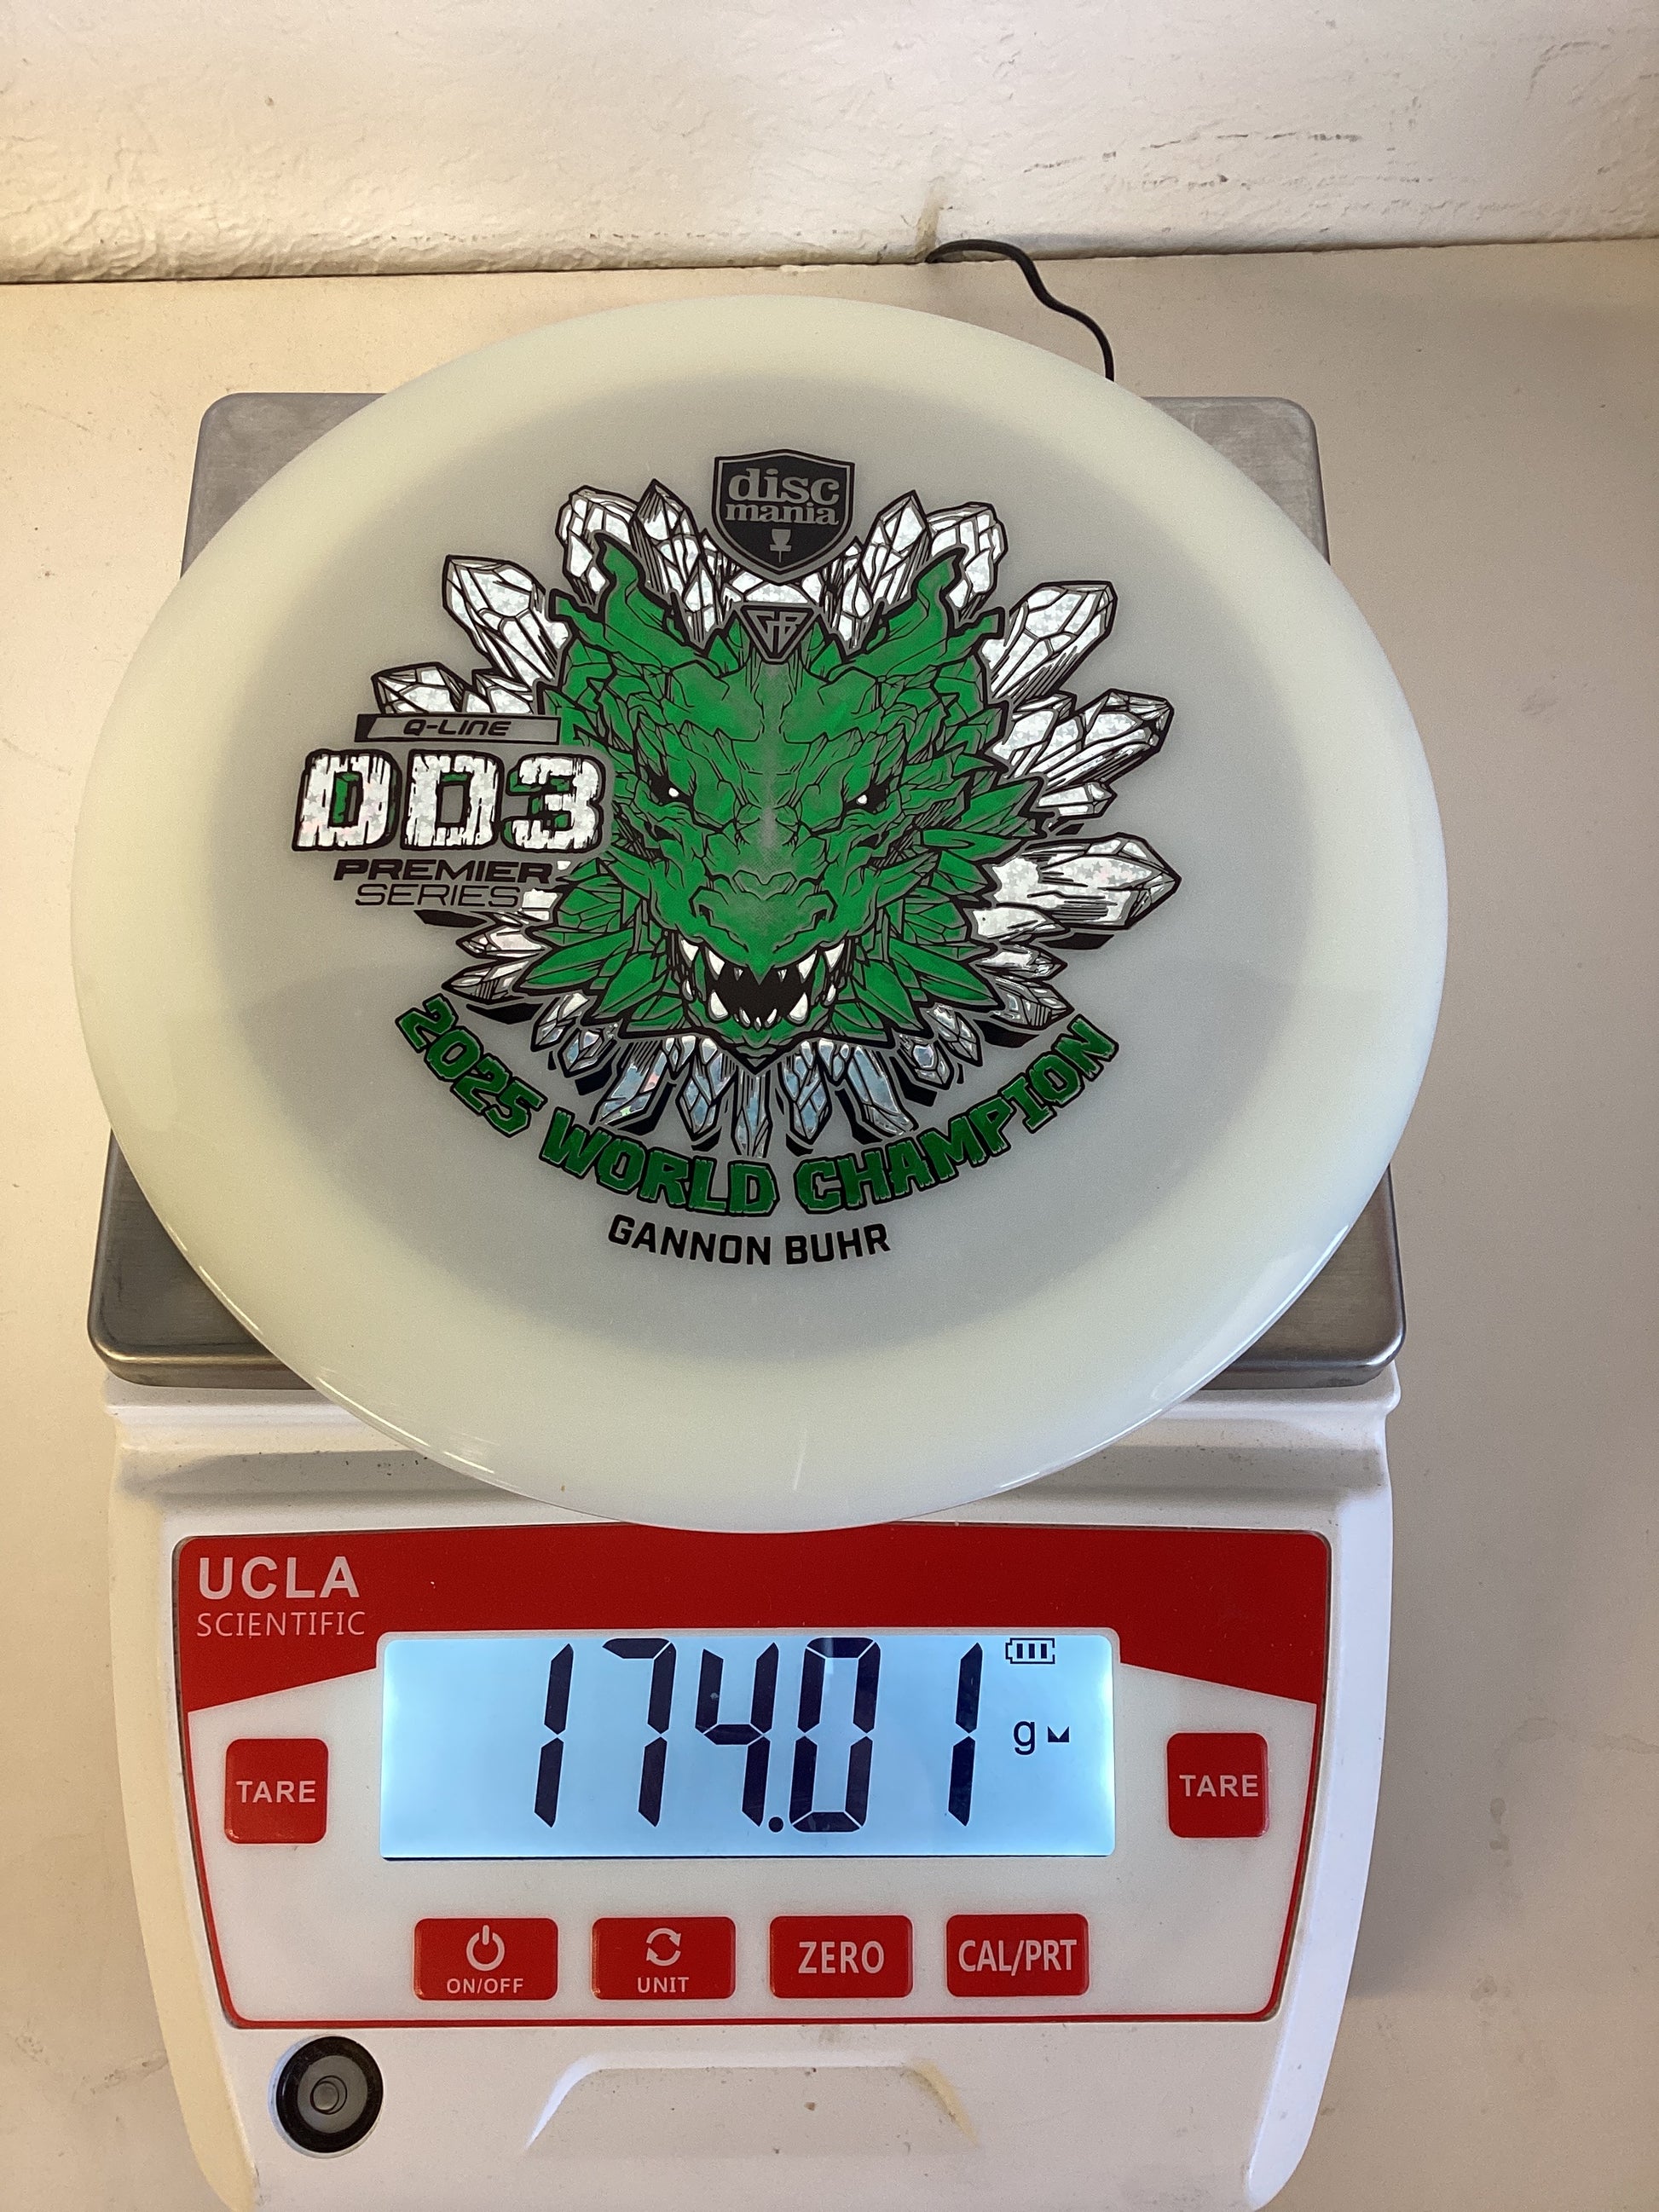 disc
mania
GB
Q-LINE
DD3
PREMIER
SERIES
2025 WORLD CHAMPION
GANNON BUHR
UCLA
SCIENTIFIC
174.01 g
TARE
TARE
ON/OFF
UNIT
ZERO
CAL/PRT